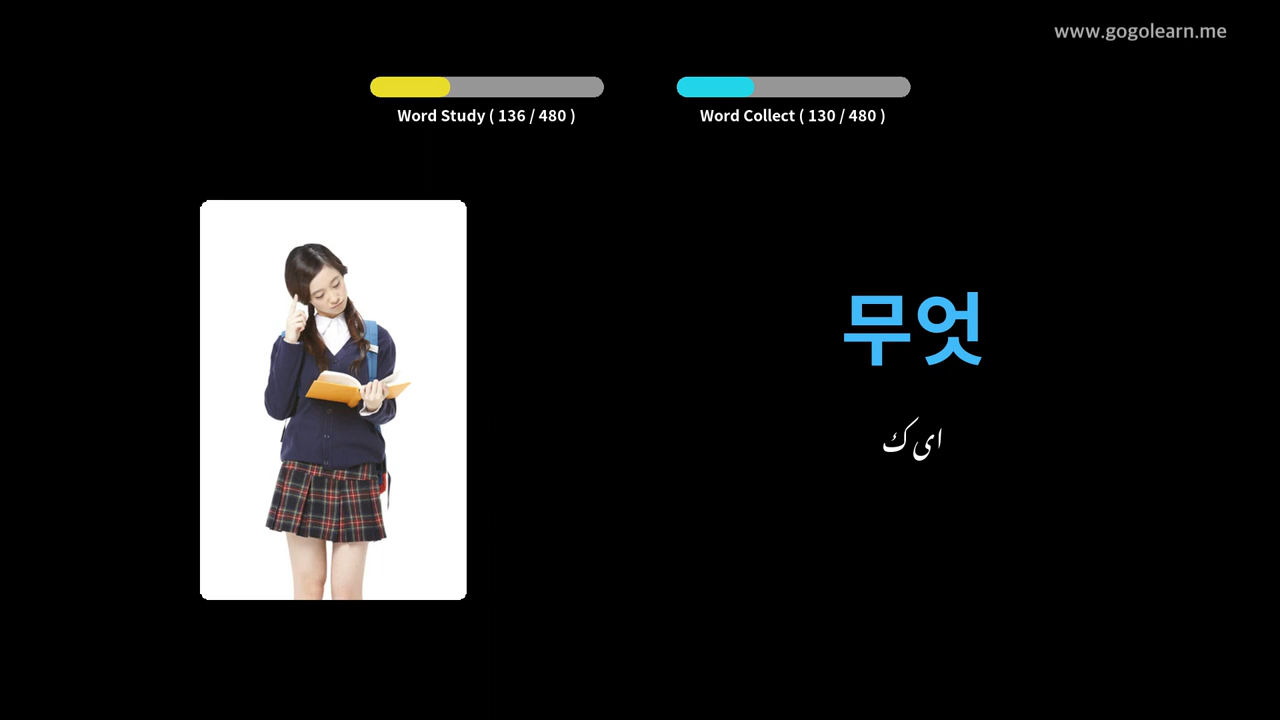 www.gogolearn.me
Word Study ( 136 / 480 )
Word Collect ( 130 / 480 )
무엇
ای ک